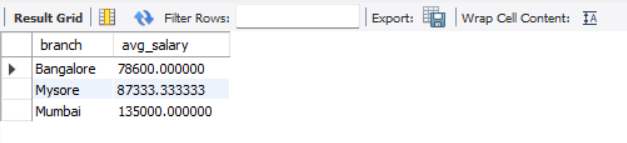 Result Grid Filter Rows: Export: Wrap Cell Content: IA
branch avg_salary
Bangalore 78600.000000
Mysore 87333.333333
Mumbai 135000.000000